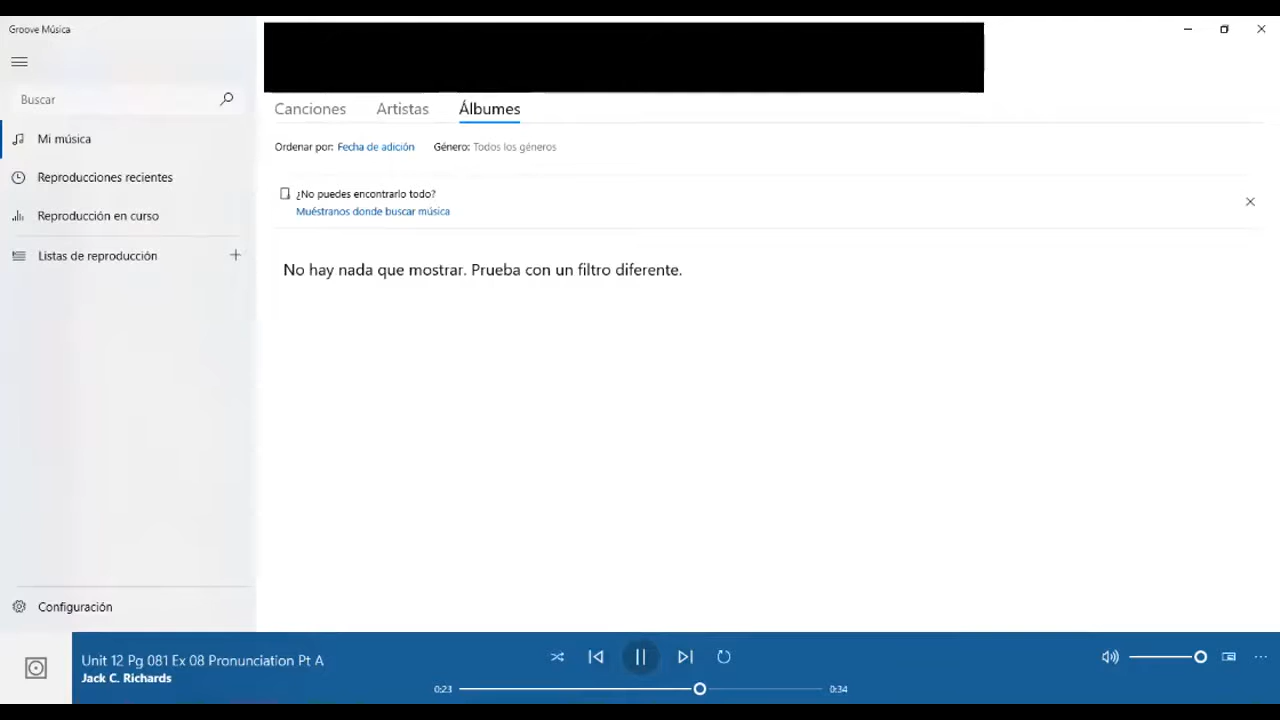 Groove Música
Buscar
Mi música
Reproducciones recientes
Reproducción en curso
Listas de reproducción
Configuración
Canciones Artistas Álbumes
Ordenar por: Fecha de adición Género: Todos los géneros
¿No puedes encontrarlo todo?
Muéstranos donde buscar música
No hay nada que mostrar. Prueba con un filtro diferente.
Unit 12 Pg 081 Ex 08 Pronunciation Pt A
Jack C. Richards
0:23 0:34